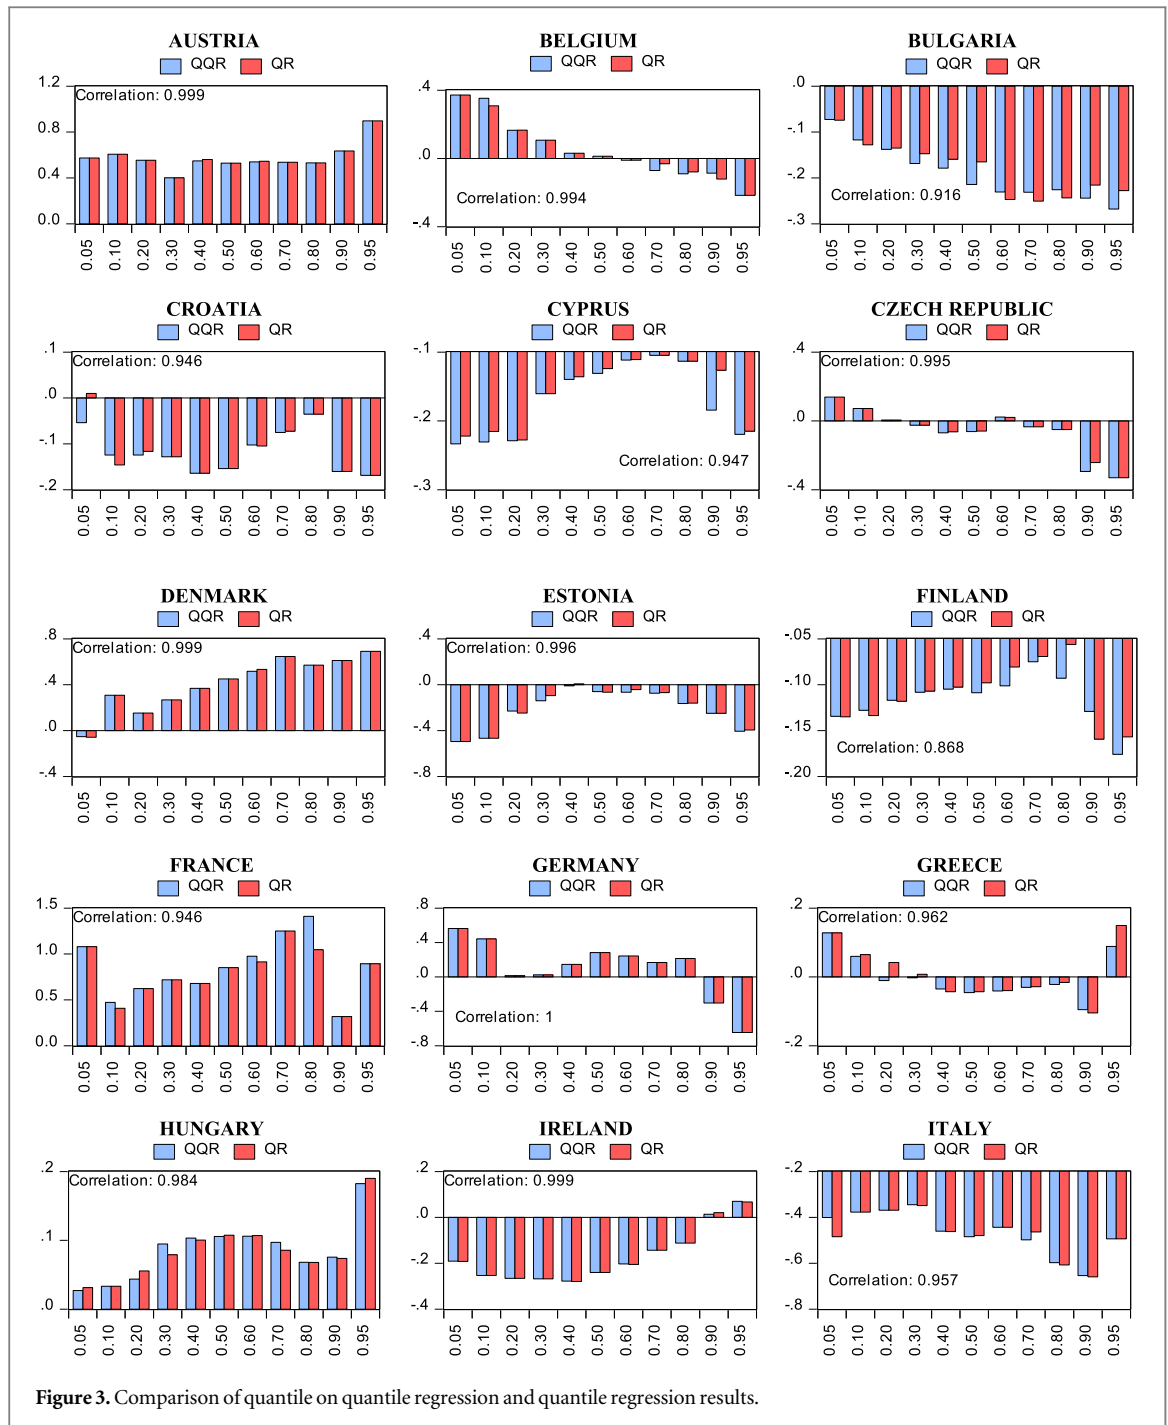 AUSTRIA
QQR QR
1.2
0.8
0.4
0.0
Correlation: 0.999
0.05 0.10 0.20 0.30 0.40 0.50 0.60 0.70 0.80 0.90 0.95
BELGIUM
QQR QR
.4
.0
-.4
Correlation: 0.994
0.05 0.10 0.20 0.30 0.40 0.50 0.60 0.70 0.80 0.90 0.95
BULGARIA
QQR QR
.0
-.1
-.2
-.3
Correlation: 0.916
0.05 0.10 0.20 0.30 0.40 0.50 0.60 0.70 0.80 0.90 0.95
CROATIA
QQR QR
.1
.0
-.1
-.2
Correlation: 0.946
0.05 0.10 0.20 0.30 0.40 0.50 0.60 0.70 0.80 0.90 0.95
CYPRUS
QQR QR
-.1
-.2
-.3
Correlation: 0.947
0.05 0.10 0.20 0.30 0.40 0.50 0.60 0.70 0.80 0.90 0.95
CZECH REPUBLIC
QQR QR
.4
.0
-.4
Correlation: 0.995
0.05 0.10 0.20 0.30 0.40 0.50 0.60 0.70 0.80 0.90 0.95
DENMARK
QQR QR
.8
.4
.0
-.4
Correlation: 0.999
0.05 0.10 0.20 0.30 0.40 0.50 0.60 0.70 0.80 0.90 0.95
ESTONIA
QQR QR
.4
.0
-.4
-.8
Correlation: 0.996
0.05 0.10 0.20 0.30 0.40 0.50 0.60 0.70 0.80 0.90 0.95
FINLAND
QQR QR
-.05
-.10
-.15
-.20
Correlation: 0.868
0.05 0.10 0.20 0.30 0.40 0.50 0.60 0.70 0.80 0.90 0.95
FRANCE
QQR QR
1.5
1.0
0.5
0.0
Correlation: 0.946
0.05 0.10 0.20 0.30 0.40 0.50 0.60 0.70 0.80 0.90 0.95
GERMANY
QQR QR
.8
.4
.0
-.4
-.8
Correlation: 1
0.05 0.10 0.20 0.30 0.40 0.50 0.60 0.70 0.80 0.90 0.95
GREECE
QQR QR
.2
.0
-.2
Correlation: 0.962
0.05 0.10 0.20 0.30 0.40 0.50 0.60 0.70 0.80 0.90 0.95
HUNGARY
QQR QR
.2
.1
.0
Correlation: 0.984
0.05 0.10 0.20 0.30 0.40 0.50 0.60 0.70 0.80 0.90 0.95
IRELAND
QQR QR
.2
.0
-.2
-.4
Correlation: 0.999
0.05 0.10 0.20 0.30 0.40 0.50 0.60 0.70 0.80 0.90 0.95
ITALY
QQR QR
-.2
-.4
-.6
-.8
Correlation: 0.957
0.05 0.10 0.20 0.30 0.40 0.50 0.60 0.70 0.80 0.90 0.95
Figure 3. Comparison of quantile on quantile regression and quantile regression results.